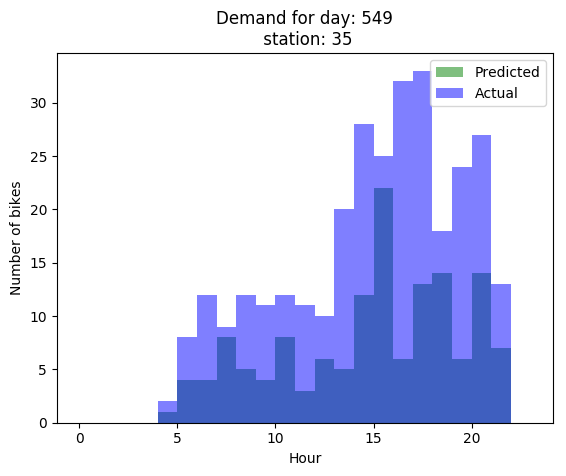 Demand for day: 549
station: 35
Predicted
Actual
Number of bikes
30
25
20
15
10
5
0
0
5
10
15
20
Hour